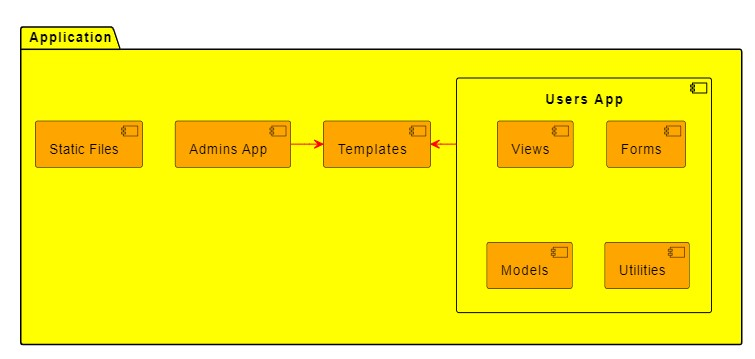 Application
Users App
Static Files
Admins App
Templates
Views
Forms
Models
Utilities